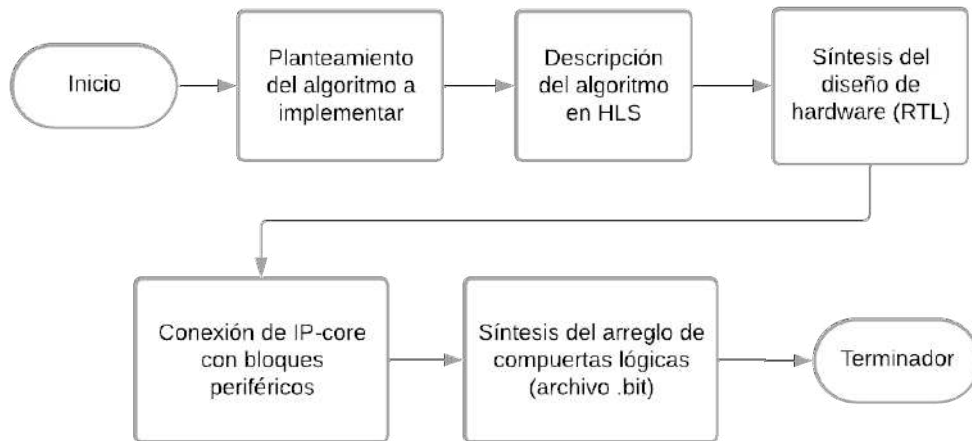 Inicio
Planteamiento
del algoritmo a
implementar
Descripción
del algoritmo
en HLS
Síntesis del
diseño de
hardware (RTL)
Conexión de IP-core
con bloques
periféricos
Síntesis del arreglo de
compuertas lógicas
(archivo .bit)
Terminador